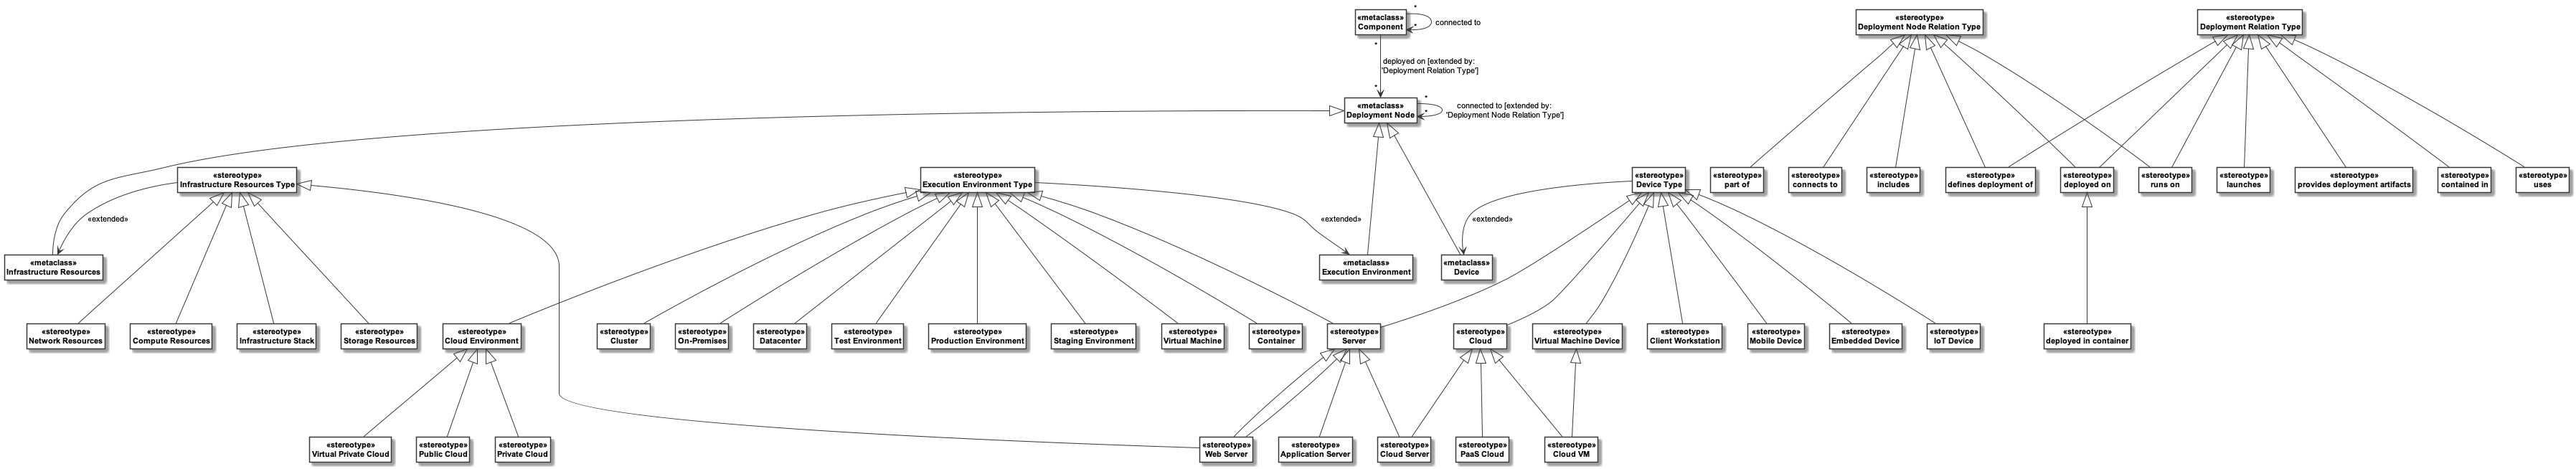 «metaclass»
Component
*
*
connected to
*
deployed on [extended by:
'Deployment Relation Type']
*
«metaclass»
Deployment Node
*
*
connected to [extended by:
'Deployment Node Relation Type']
«stereotype»
Deployment Node Relation Type
«stereotype»
Deployment Relation Type
«stereotype»
Infrastructure Resources Type
«stereotype»
Execution Environment Type
«stereotype»
Device Type
«stereotype»
part of
«stereotype»
connects to
«stereotype»
includes
«stereotype»
defines deployment of
«stereotype»
deployed on
«stereotype»
runs on
«stereotype»
launches
«stereotype»
provides deployment artifacts
«stereotype»
contained in
«stereotype»
uses
«extended»
«extended»
«extended»
«metaclass»
Infrastructure Resources
«metaclass»
Execution Environment
«metaclass»
Device
«stereotype»
Network Resources
«stereotype»
Compute Resources
«stereotype»
Infrastructure Stack
«stereotype»
Storage Resources
«stereotype»
Cloud Environment
«stereotype»
Cluster
«stereotype»
On-Premises
«stereotype»
Datacenter
«stereotype»
Test Environment
«stereotype»
Production Environment
«stereotype»
Staging Environment
«stereotype»
Virtual Machine
«stereotype»
Container
«stereotype»
Server
«stereotype»
Cloud
«stereotype»
Virtual Machine Device
«stereotype»
Client Workstation
«stereotype»
Mobile Device
«stereotype»
Embedded Device
«stereotype»
IoT Device
«stereotype»
deployed in container
«stereotype»
Virtual Private Cloud
«stereotype»
Public Cloud
«stereotype»
Private Cloud
«stereotype»
Web Server
«stereotype»
Application Server
«stereotype»
Cloud Server
«stereotype»
PaaS Cloud
«stereotype»
Cloud VM